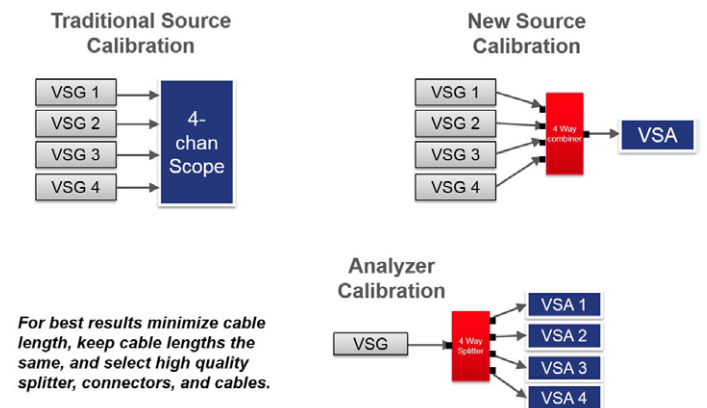 Traditional Source
Calibration
VSG 1
VSG 2
VSG 3
VSG 4
4-
chan
Scope
New Source
Calibration
VSG 1
VSG 2
VSG 3
VSG 4
4 Way
combiner
VSA
Analyzer
Calibration
VSG
4 Way
Splitter
VSA 1
VSA 2
VSA 3
VSA 4
For best results minimize cable
length, keep cable lengths the
same, and select high quality
splitter, connectors, and cables.